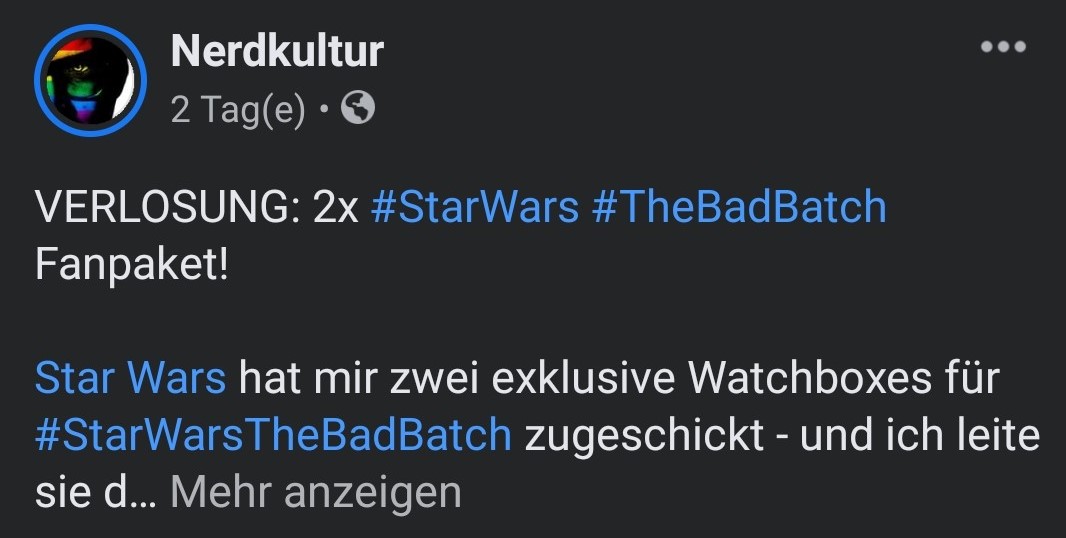 Nerdkultur
2 Tag(e) •
VERLOSUNG: 2x #StarWars #TheBadBatch
Fanpaket!
Star Wars hat mir zwei exklusive Watchboxes für
#StarWarsTheBadBatch zugeschickt - und ich leite
sie d... Mehr anzeigen